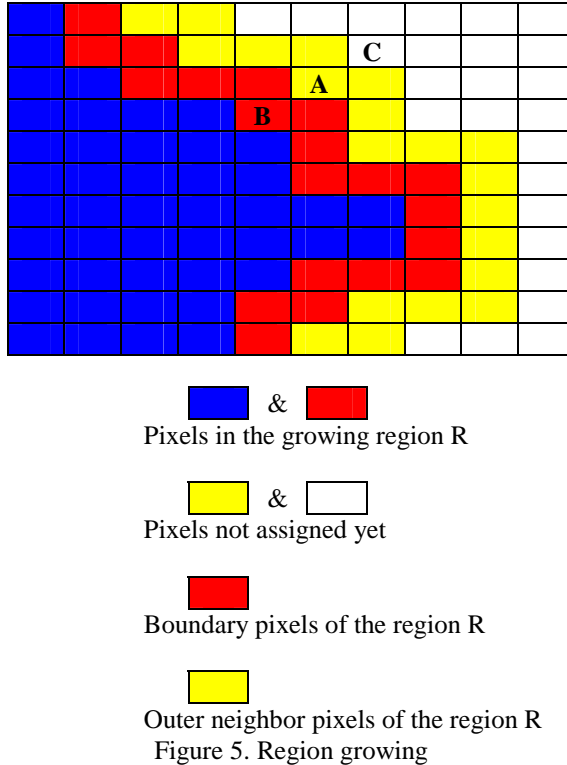 C
A
B
&
Pixels in the growing region R
&
Pixels not assigned yet
Boundary pixels of the region R
Outer neighbor pixels of the region R
Figure 5. Region growing